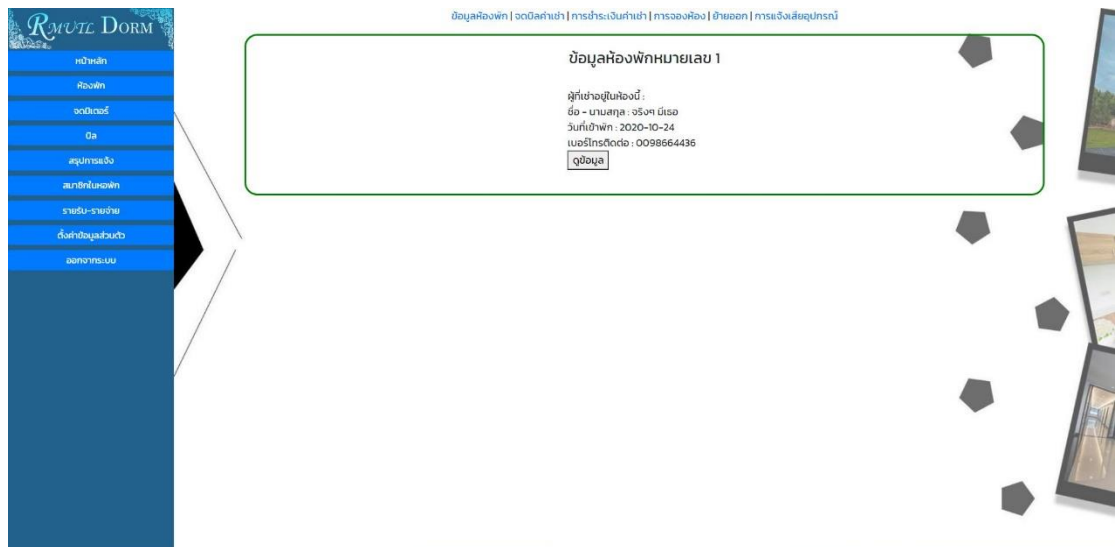 RMUTL DORM
หน้าหลัก
ห้องพัก
จดมิเตอร์
บิล
สรุปการแจ้ง
สมาชิกในหอพัก
รายรับ-รายจ่าย
ตั้งค่าข้อมูลส่วนตัว
ออกจากระบบ
ข้อมูลห้องพัก | จดบิลค่าเช่า | การชำระเงินค่าเช่า | การจองห้อง | ย้ายออก | การแจ้งเสียอุปกรณ์
ข้อมูลห้องพักหมายเลข 1
ผู้ที่เช่าอยู่ในห้องนี้ :
ชื่อ - นามสกุล : จริงๆ มีเธอ
วันที่เข้าพัก : 2020-10-24
เบอร์โทรติดต่อ : 0098664436
ดูข้อมูล